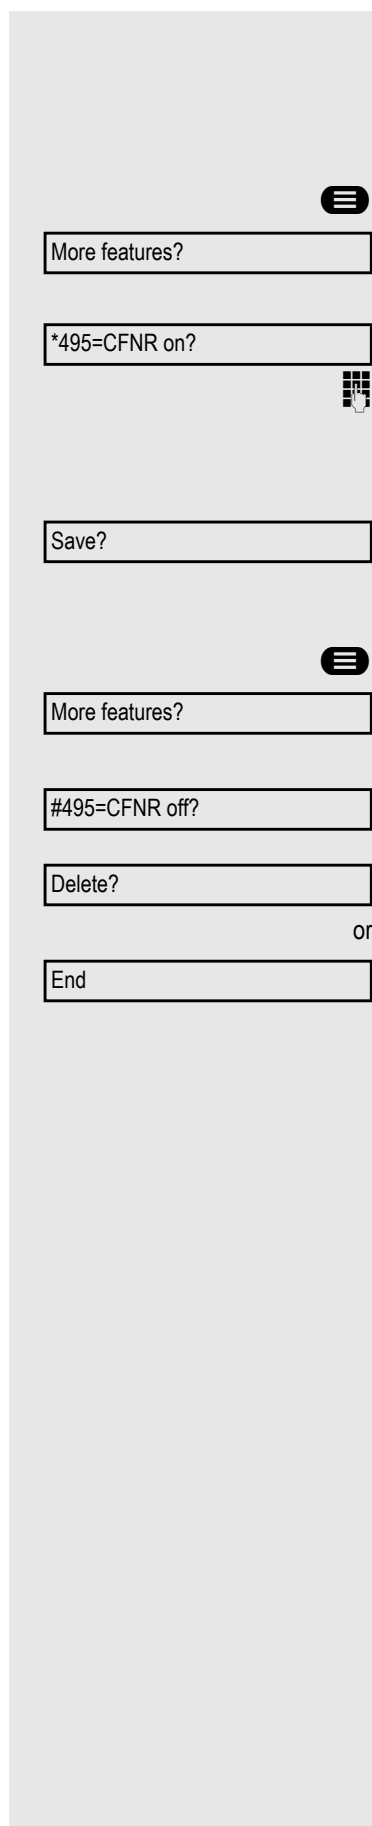 More features?
*495=CFNR on?
Save?
More features?
#495=CFNR off?
Delete?
or
End